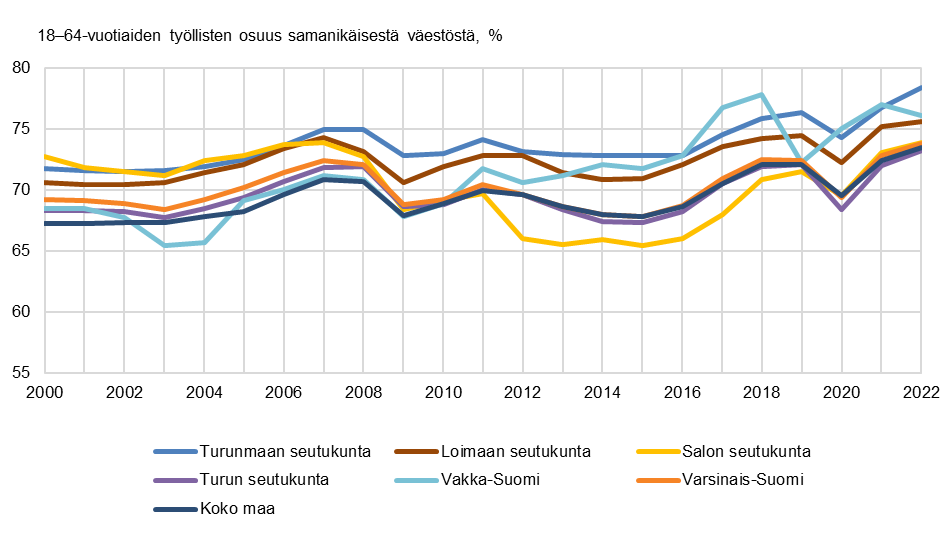 18–64-vuotiaiden työllisten osuus samanikäisestä väestöstä, %
80
75
70
65
60
55
2000 2002 2004 2006 2008 2010 2012 2014 2016 2018 2020 2022
Turunmaan seutukunta Loimaan seutukunta Salon seutukunta
Turun seutukunta Vakka-Suomi Varsinais-Suomi
Koko maa